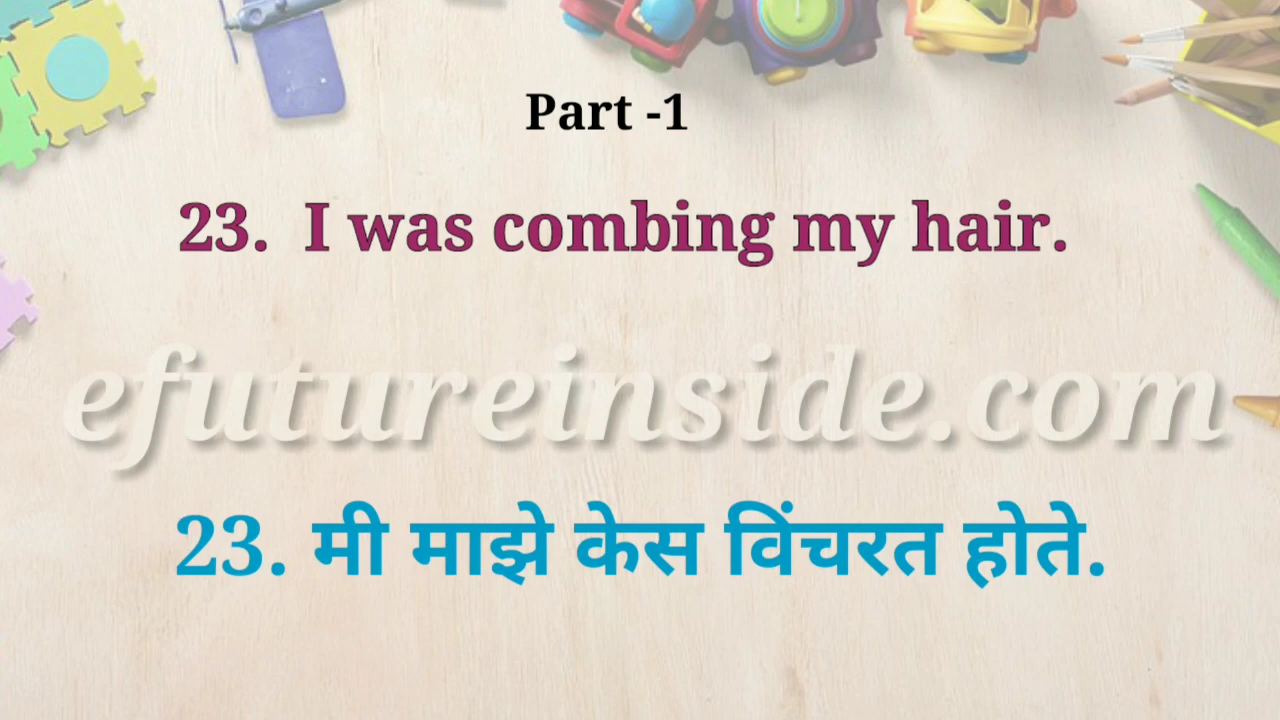 Part -1
23. I was combing my hair.
efutureinside.com
23. मी माझे केस विंचरत होते.